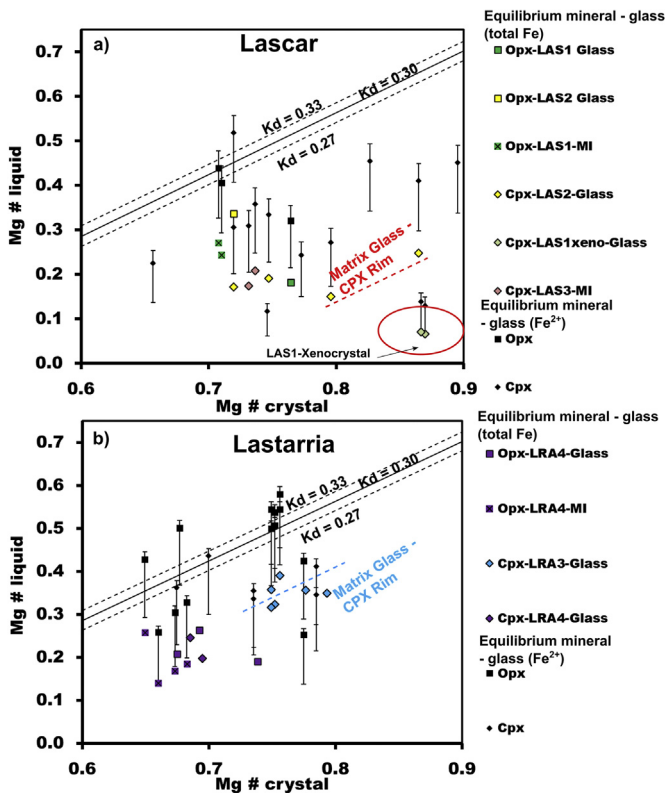 a)
Lascar
Mg # liquid
0.7
0.6
0.5
0.4
0.3
0.2
0.1
0.0
Kd = 0.33
Kd = 0.30
Kd = 0.27
Matrix Glass -
CPX Rim
LAS1-Xenocrystal
0.6
0.7
0.8
0.9
Mg # crystal
Equilibrium mineral - glass
(total Fe)
Opx-LAS1 Glass
Opx-LAS2 Glass
Opx-LAS1-MI
Cpx-LAS2-Glass
Cpx-LAS1xeno-Glass
Cpx-LAS3-MI
Equilibrium mineral
- glass (Fe²⁺)
Opx
Cpx
b)
Lastarria
Mg # liquid
0.7
0.6
0.5
0.4
0.3
0.2
0.1
0.0
Kd = 0.33
Kd = 0.30
Kd = 0.27
Matrix Glass -
CPX Rim
0.6
0.7
0.8
0.9
Mg # crystal
Equilibrium mineral - glass
(total Fe)
Opx-LRA4-Glass
Opx-LRA4-MI
Cpx-LRA3-Glass
Cpx-LRA4-Glass
Equilibrium mineral
- glass (Fe²⁺)
Opx
Cpx